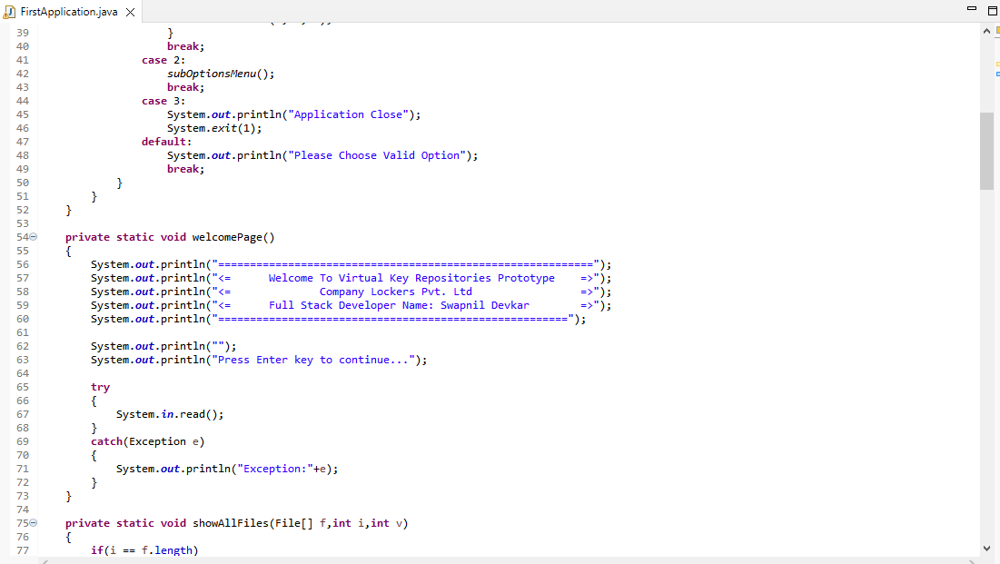 FirstApplication.java
39 }
40 break;
41 case 2:
42 subOptionsMenu();
43 break;
44 case 3:
45 System.out.println("Application Close");
46 System.exit(1);
47 default:
48 System.out.println("Please Choose Valid Option");
49 break;
50 }
51 }
52 }
53
54 private static void welcomePage()
55 {
56 System.out.println("===========================================================");
57 System.out.println("<=      Welcome To Virtual Key Repositories Prototype    =>");
58 System.out.println("<=              Company Lockers Pvt. Ltd                 =>");
59 System.out.println("<=      Full Stack Developer Name: Swapnil Devkar        =>");
60 System.out.println("=======================================================");
61
62 System.out.println("");
63 System.out.println("Press Enter key to continue...");
64
65 try
66 {
67 System.in.read();
68 }
69 catch(Exception e)
70 {
71 System.out.println("Exception:"+e);
72 }
73 }
74
75 private static void showAllFiles(File[] f,int i,int v)
76 {
77 if(i == f.length)